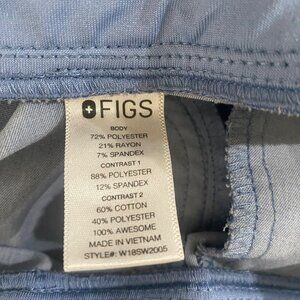 FIGS
BODY
72% POLYESTER
21% RAYON
7% SPANDEX
CONTRAST 1
88% POLYESTER
12% SPANDEX
CONTRAST 2
60% COTTON
40% POLYESTER
100% AWESOME
MADE IN VIETNAM
STYLE#: W18SW2005